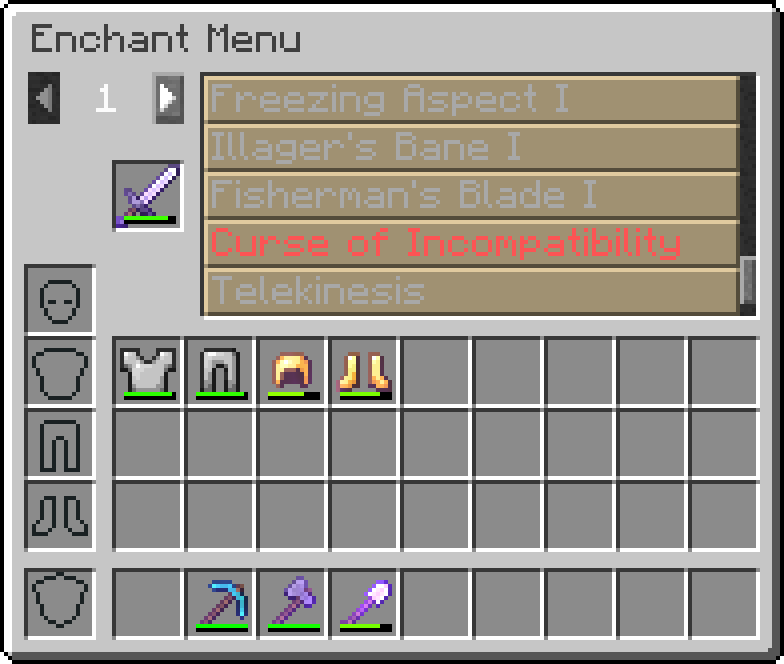 Enchant Menu
1
Freezing Aspect I
Illager's Bane I
Fisherman's Blade I
Curse of Incompatibility
Telekinesis